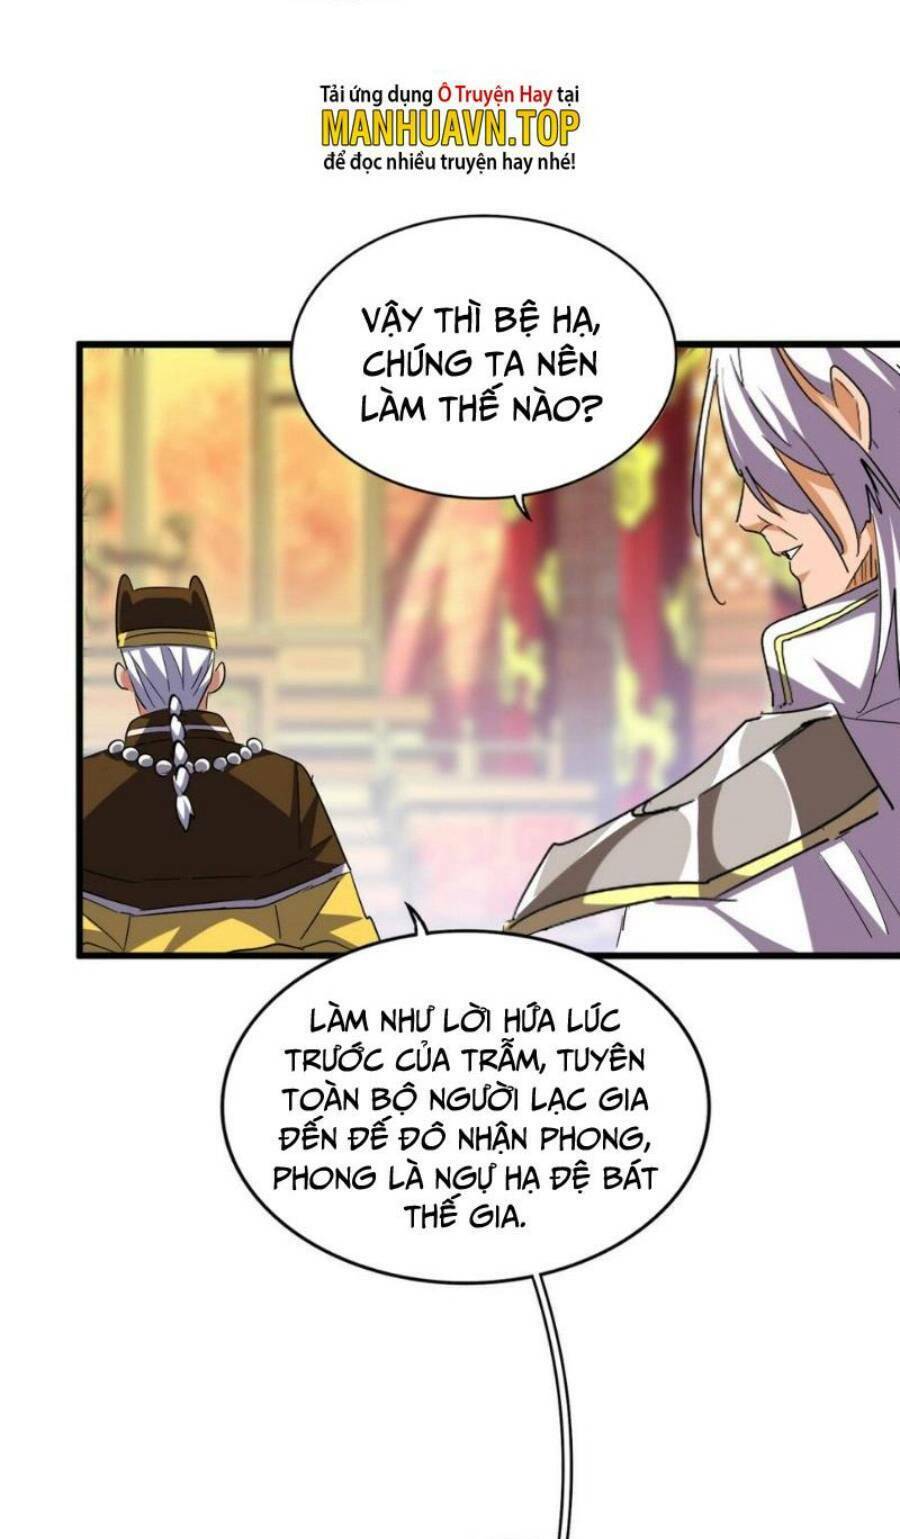 Tải ứng dụng Ô Truyện Hay tại
MANHUAVN.TOP
để đọc nhiều truyện hay nhé!
VẬY THÌ BỆ HẠ,
CHÚNG TA NÊN
LÀM THẾ NÀO?
LÀM NHƯ LỜI HỨA LÚC
TRƯỚC CỦA TRẪM, TUYÊN
TOÀN BỘ NGƯỜI LẠC GIA
ĐẾN ĐẾ ĐÔ NHẬN PHONG,
PHONG LÀ NGỰ HẠ ĐỆ BÁT
THẾ GIA.